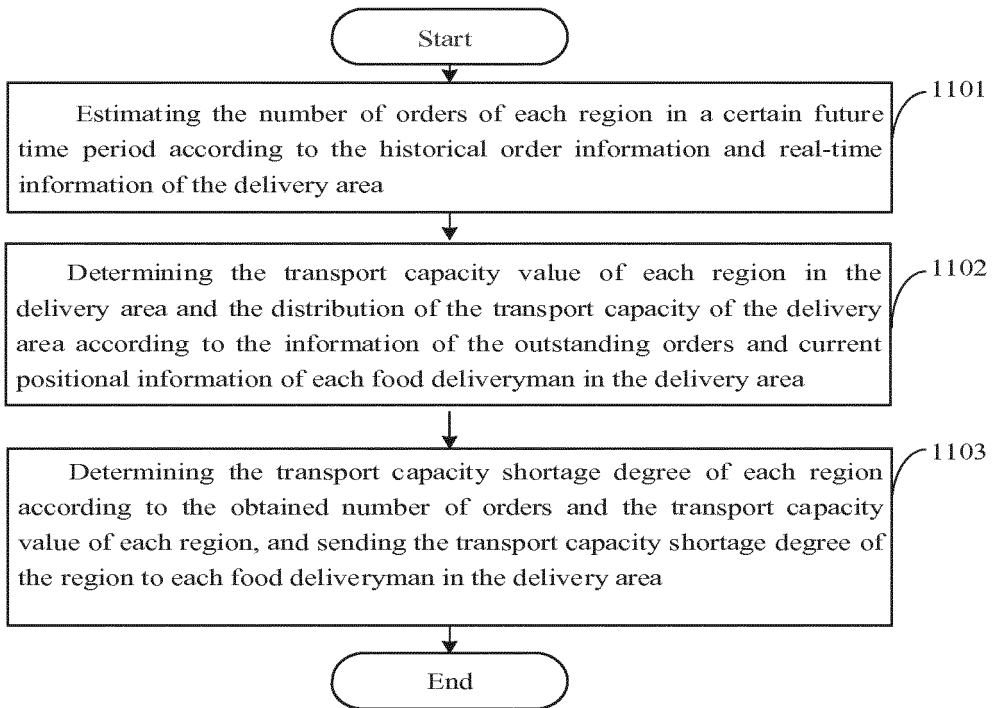 Start
1101
Estimating the number of orders of each region in a certain future
time period according to the historical order information and real-time
information of the delivery area
1102
Determining the transport capacity value of each region in the
delivery area and the distribution of the transport capacity of the delivery
area according to the information of the outstanding orders and current
positional information of each food deliveryman in the delivery area
1103
Determining the transport capacity shortage degree of each region
according to the obtained number of orders and the transport capacity
value of each region, and sending the transport capacity shortage degree of
the region to each food deliveryman in the delivery area
End